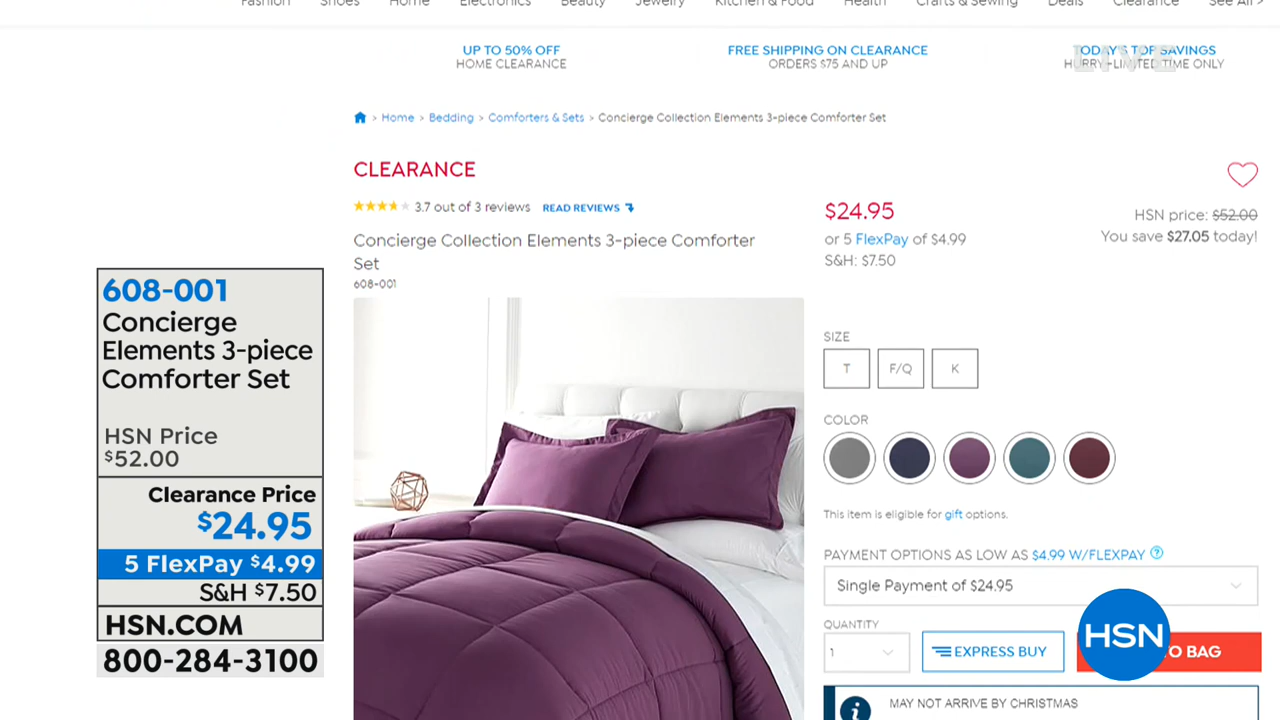 Fashion Shoes Home Electronics Beauty Jewelry Kitchen & Food Health Crafts & Sewing Deals Clearance See All >
UP TO 50% OFF
HOME CLEARANCE
FREE SHIPPING ON CLEARANCE
ORDERS $75 AND UP
TODAY'S TOP SAVINGS
HURRY–LIMITED TIME ONLY
LIVE
Home > Bedding > Comforters & Sets > Concierge Collection Elements 3-piece Comforter Set
CLEARANCE
3.7 out of 3 reviews READ REVIEWS
Concierge Collection Elements 3-piece Comforter
Set
608-001
$24.95
or 5 FlexPay of $4.99
S&H: $7.50
HSN price: $52.00
You save $27.05 today!
SIZE
T F/Q K
COLOR
This item is eligible for gift options.
PAYMENT OPTIONS AS LOW AS $4.99 W/FLEXPAY ?
Single Payment of $24.95
QUANTITY
1
EXPRESS BUY
O BAG
HSN
i
MAY NOT ARRIVE BY CHRISTMAS
608-001
Concierge
Elements 3-piece
Comforter Set
HSN Price
$52.00
Clearance Price
$24.95
5 FlexPay $4.99
S&H $7.50
HSN.COM
800-284-3100